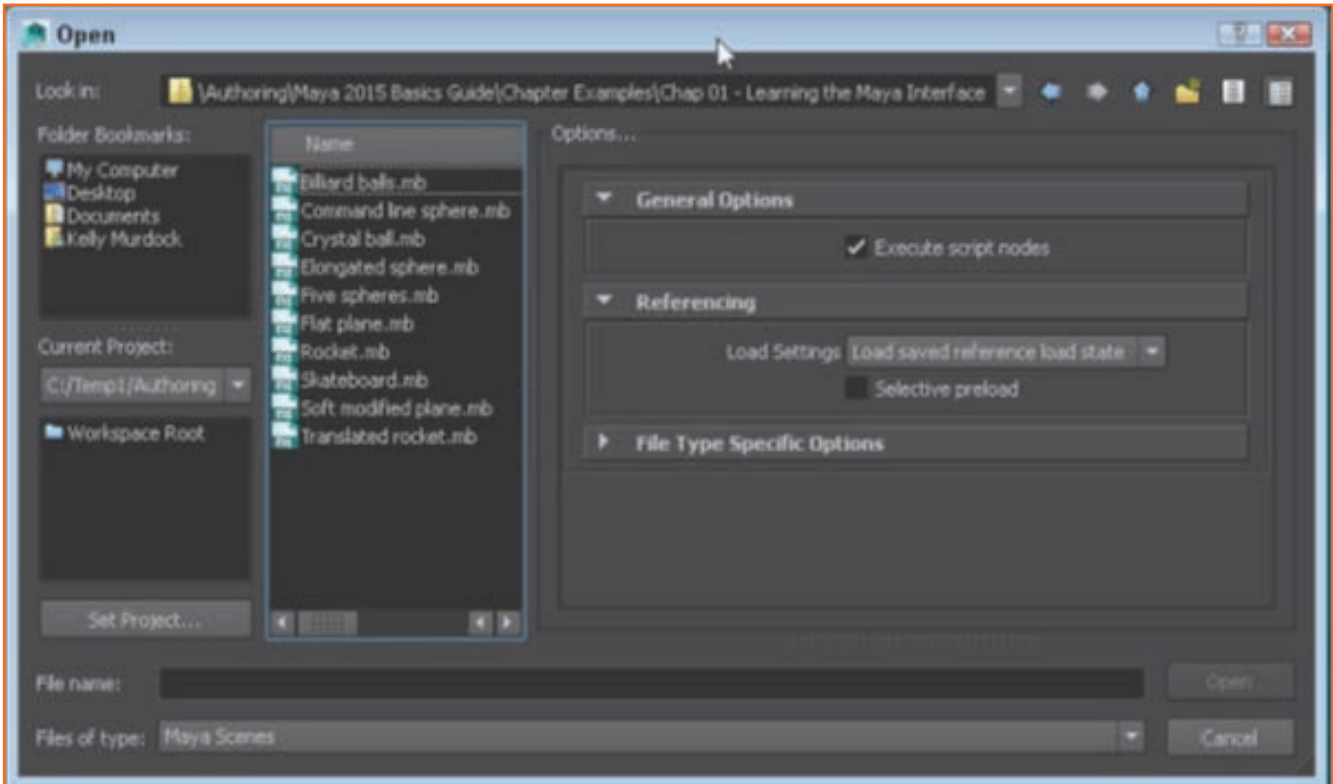 Open
Look in: \Authoring\Maya 2015 Basics Guide\Chapter Examples\Chap 01 - Learning the Maya Interface
Folder Bookmarks:
My Computer
Desktop
Documents
Kelly Murdock
Current Project:
C:/Temp1/Authoring
Workspace Root
Set Project...
Name
Billiard balls.mb
Command line sphere.mb
Crystal ball.mb
Elongated sphere.mb
Five spheres.mb
Flat plane.mb
Rocket.mb
Skateboard.mb
Soft modified plane.mb
Translated rocket.mb
Options...
General Options
Execute script nodes
Referencing
Load Settings Load saved reference load state
Selective preload
File Type Specific Options
File name:
Open
Files of type: Maya Scenes
Cancel